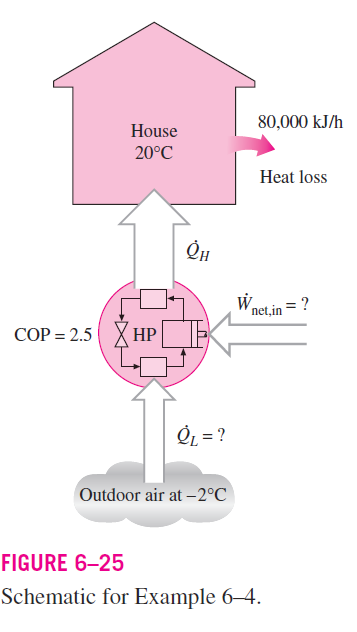 House
20°C
80,000 kJ/h
Heat loss
Q̇H
Ẇnet,in = ?
COP = 2.5
HP
Q̇L = ?
Outdoor air at –2°C
FIGURE 6–25
Schematic for Example 6–4.